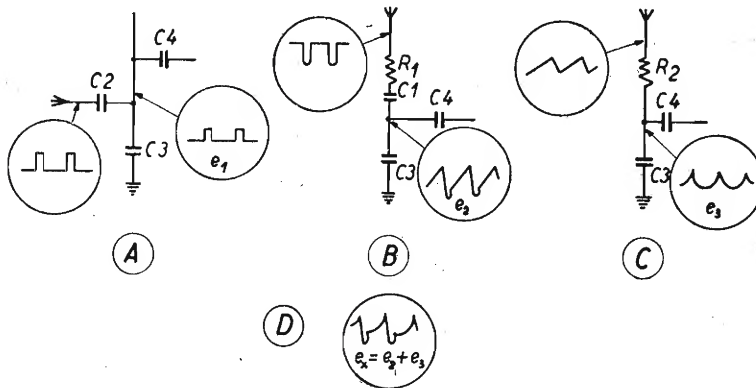 C4
C2
C3
e₁
A
R₁
C1
C4
C3
e₂
B
R₂
C4
C3
e₃
C
D
eₓ = e₂ + e₃